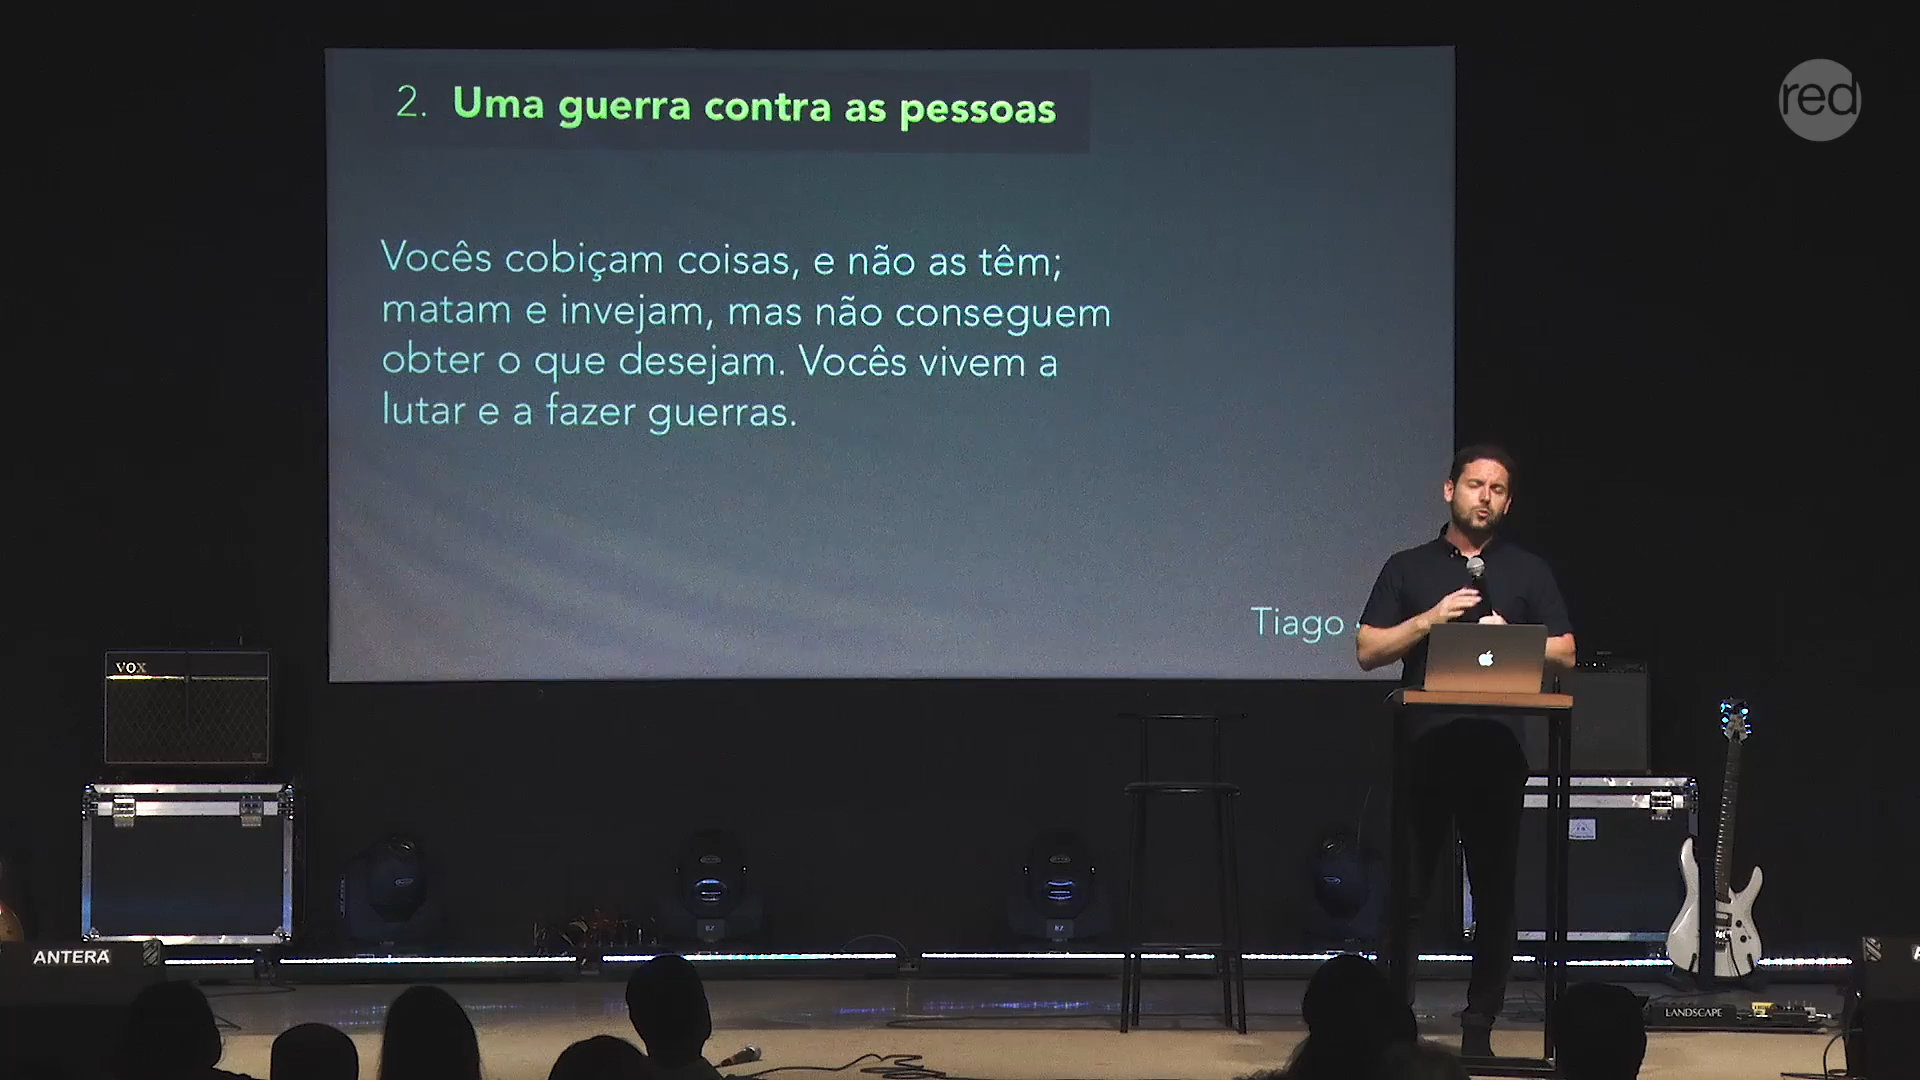 red
2. Uma guerra contra as pessoas
Vocês cobiçam coisas, e não as têm;
matam e invejam, mas não conseguem
obter o que desejam. Vocês vivem a
lutar e a fazer guerras.
Tiago
VOX
ANTERA
LANDSCAPE